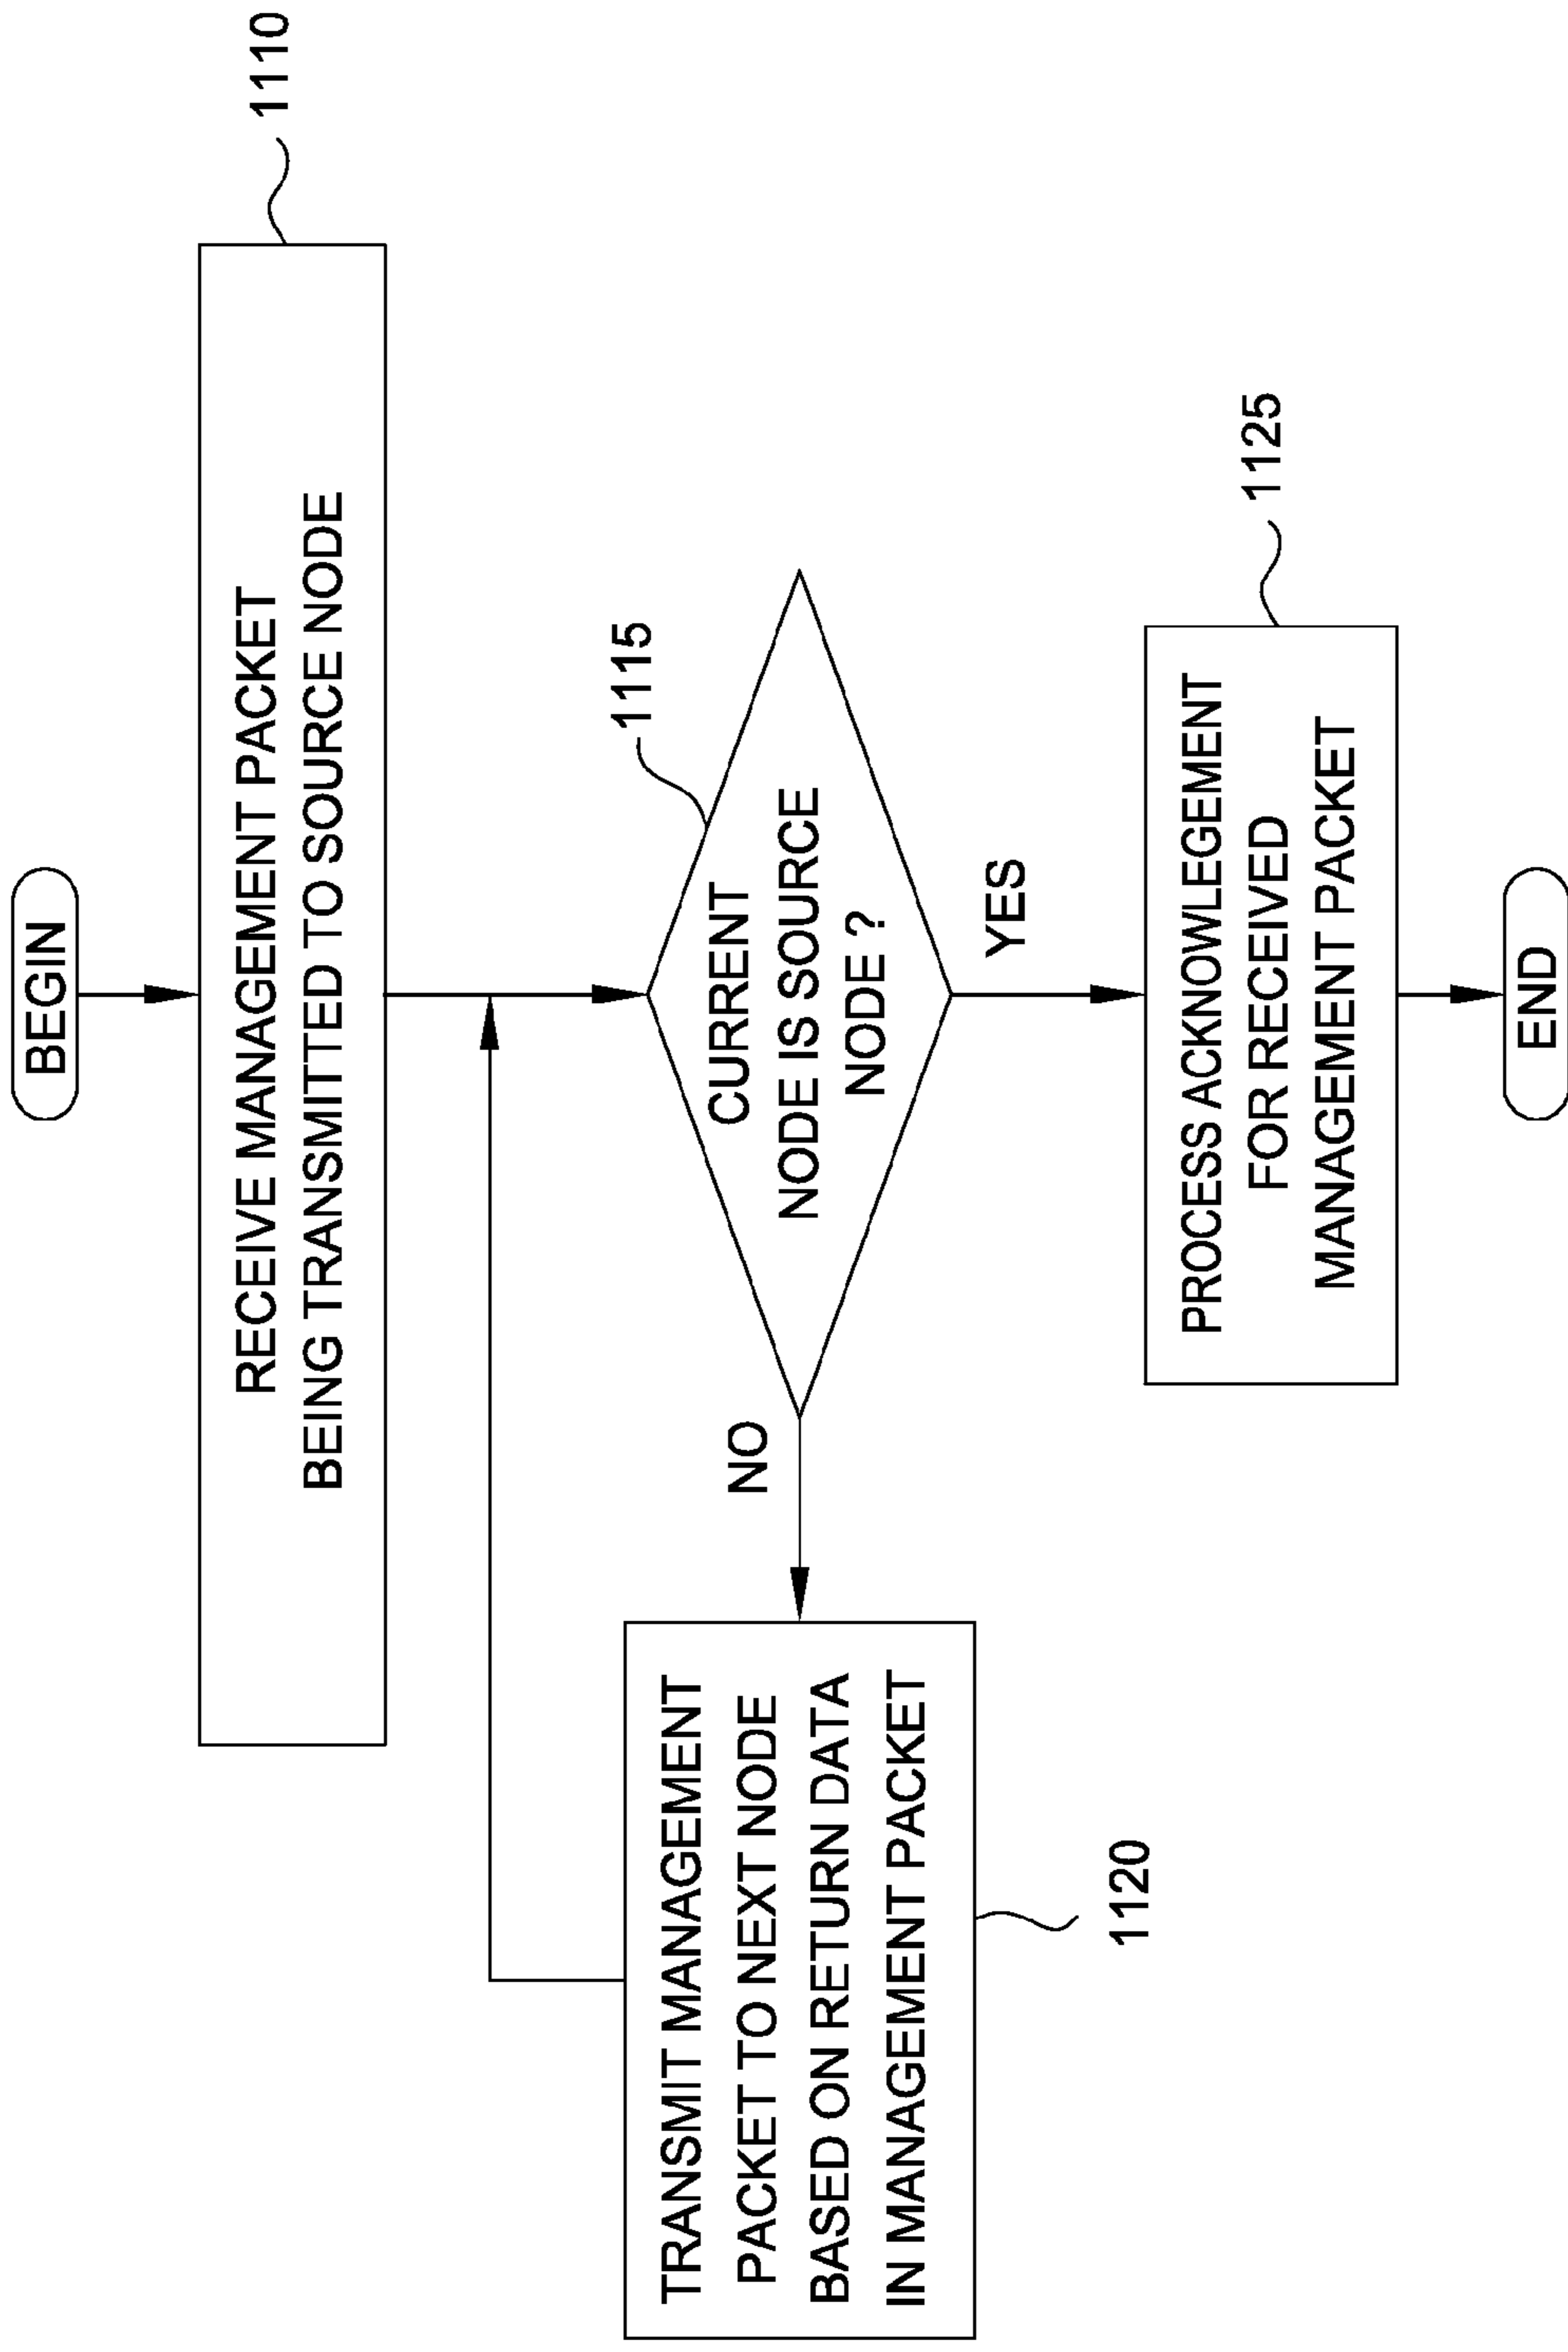 BEGIN
RECEIVE MANAGEMENT PACKET
BEING TRANSMITTED TO SOURCE NODE
1110
CURRENT
NODE IS SOURCE
NODE ?
1115
NO
TRANSMIT MANAGEMENT
PACKET TO NEXT NODE
BASED ON RETURN DATA
IN MANAGEMENT PACKET
1120
YES
PROCESS ACKNOWLEGEMENT
FOR RECEIVED
MANAGEMENT PACKET
1125
END